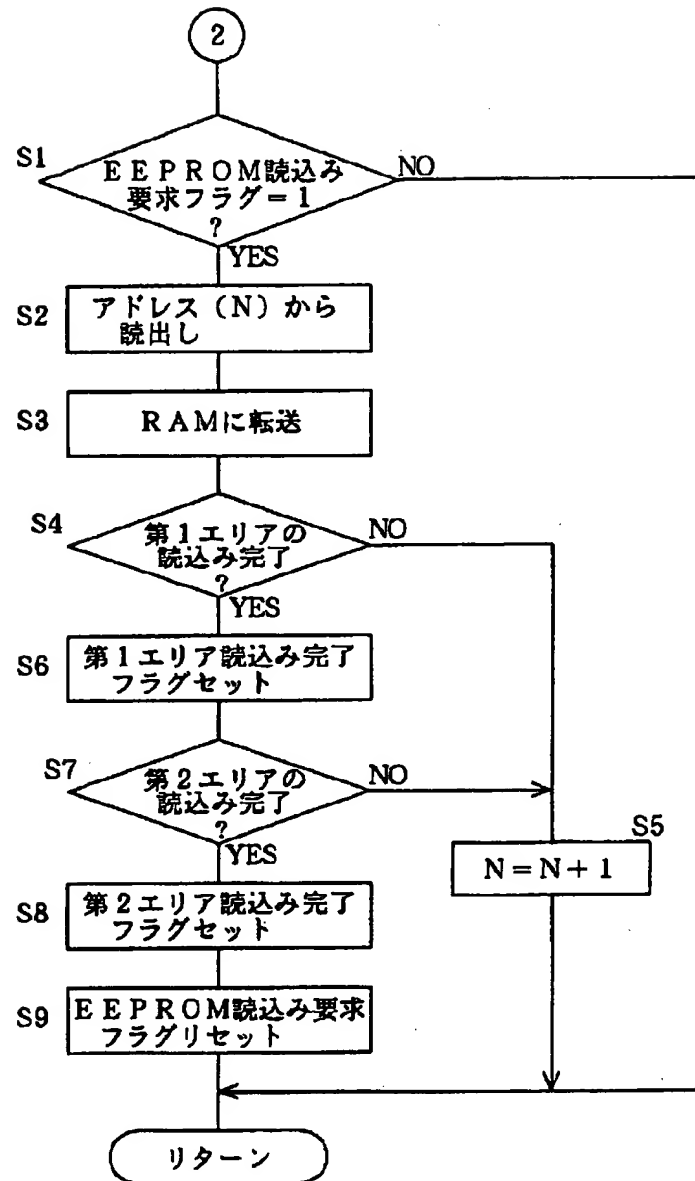 2
S1
EEPROM読込み
要求フラグ=1
?
NO
YES
S2
アドレス(N)から
読出し
S3
RAMに転送
S4
第1エリアの
読込み完了
?
NO
YES
S6
第1エリア読込み完了
フラグセット
S7
第2エリアの
読込み完了
?
NO
YES
S5
N=N+1
S8
第2エリア読込み完了
フラグセット
S9
EEPROM読込み要求
フラグリセット
リターン